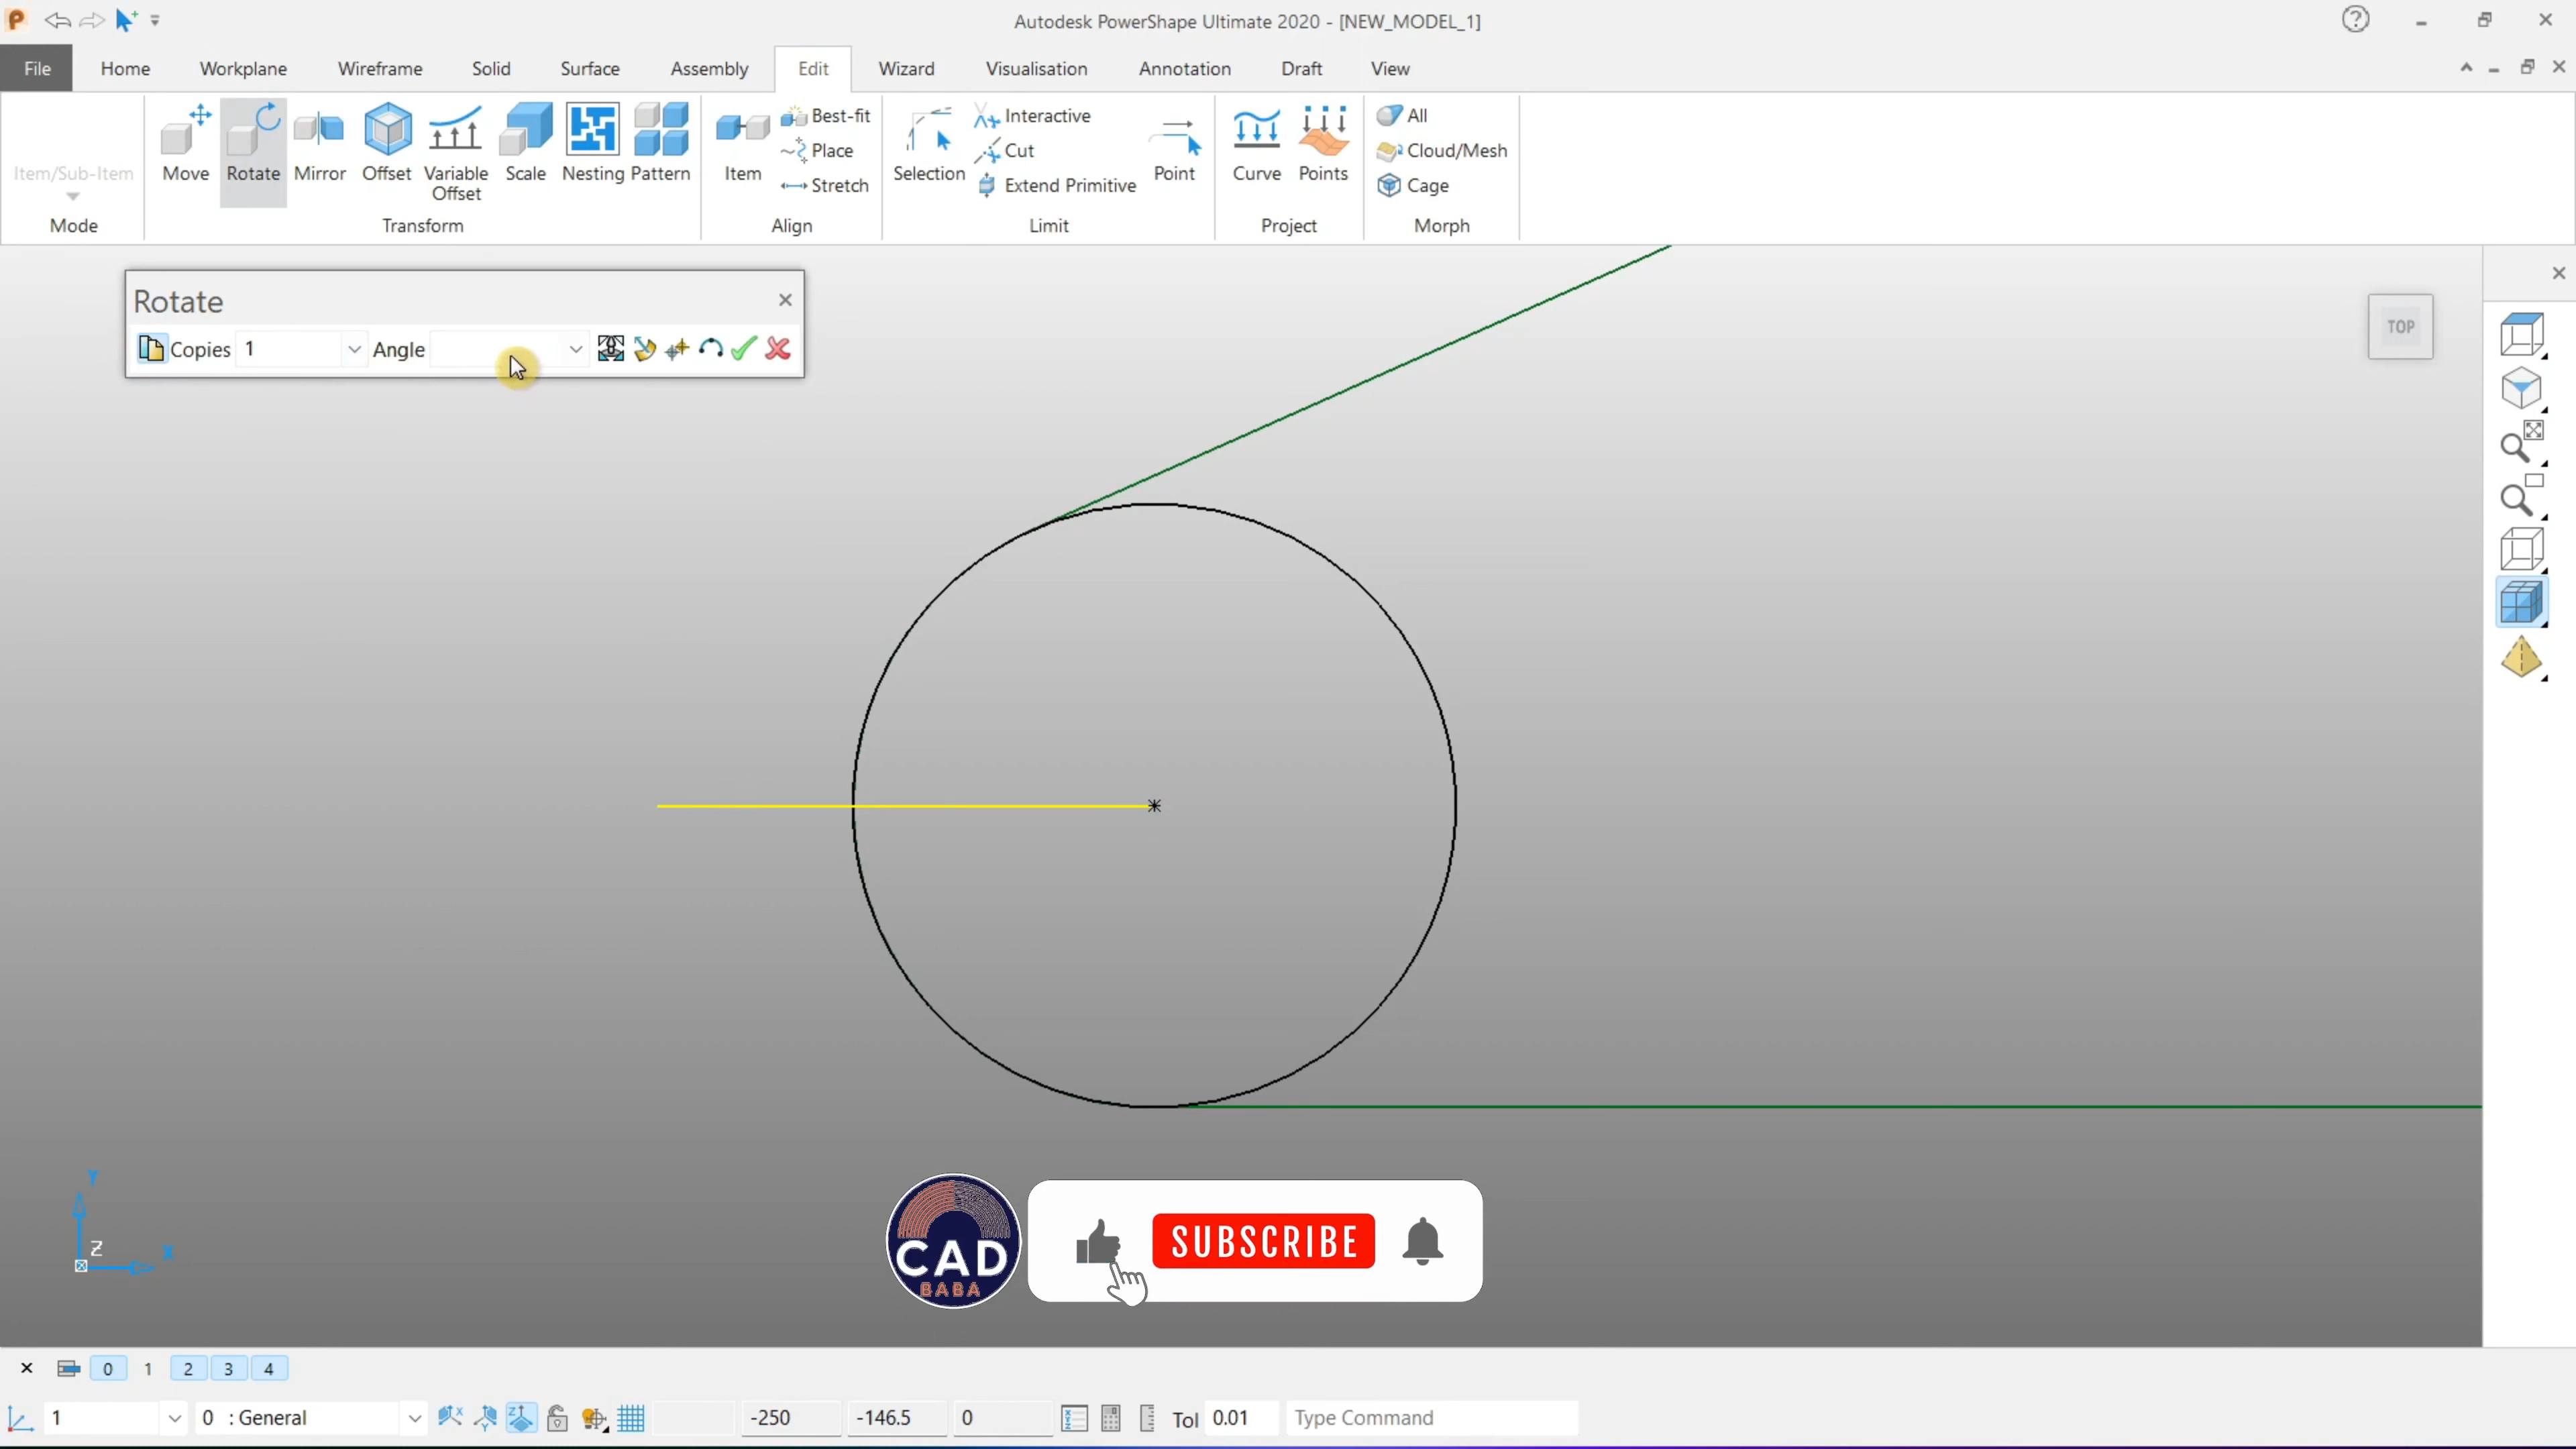 Autodesk PowerShape Ultimate 2020 - [NEW_MODEL_1]
File Home Workplane Wireframe Solid Surface Assembly Edit Wizard Visualisation Annotation Draft View
Item/Sub-Item
Mode
Move Rotate Mirror Offset Variable Offset Scale Nesting Pattern
Transform
Item
Best-fit
Place
Stretch
Align
Selection
Interactive
Cut
Extend Primitive
Point
Limit
Curve Points
Project
All
Cloud/Mesh
Cage
Morph
Rotate
Copies 1 Angle
TOP
Y
Z X
CAD
BABA
SUBSCRIBE
0 1 2 3 4
1 0 : General -250 -146.5 0 Tol 0.01 Type Command